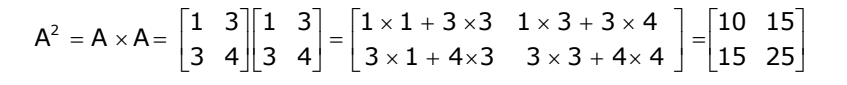 A² = A × A = [1 3; 3 4][1 3; 3 4] = [1 × 1 + 3 ×3 1 × 3 + 3 × 4; 3 × 1 + 4×3 3 × 3 + 4× 4] = [10 15; 15 25]